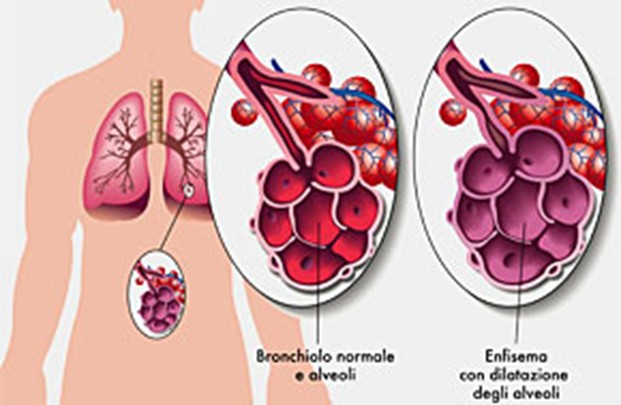 Bronchiolo normale
e alveoli
Enfisema
con dilatazione
degli alveoli